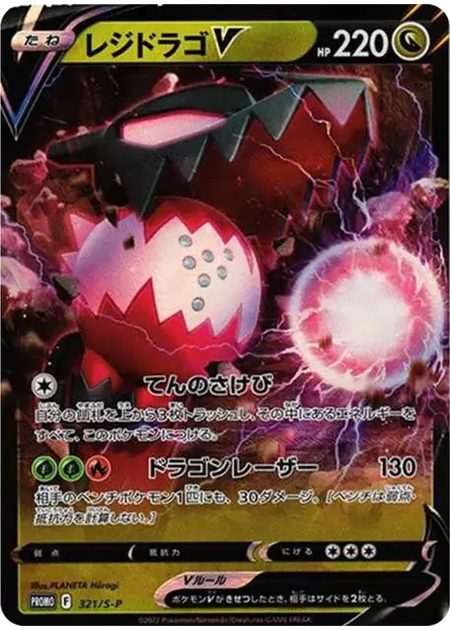 たね レジドラゴV HP 220
てんのさけび
自分の山札を上から3枚トラッシュし、その中にあるエネルギーを
すべて、このポケモンにつける。
ドラゴンレーザー 130
相手のベンチポケモン1匹にも、30ダメージ。[ベンチは弱点・
抵抗力を計算しない。]
弱点 抵抗力 にげる
Illus. PLANETA Hiiragi
Vルール
PROMO F 321/S-P
ポケモンVがきぜつしたとき、相手はサイドを2枚とる。
©2022 Pokémon/Nintendo/Creatures/GAME FREAK